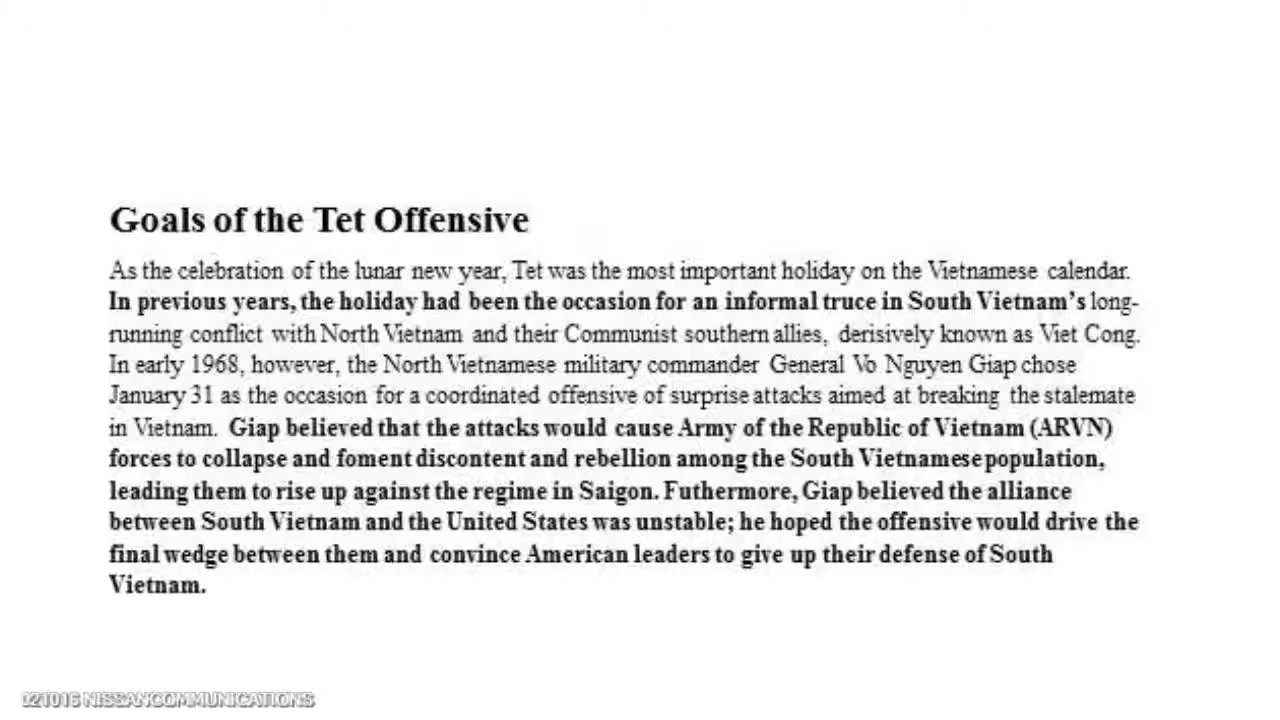 Goals of the Tet Offensive
As the celebration of the lunar new year, Tet was the most important holiday on the Vietnamese calendar.
In previous years, the holiday had been the occasion for an informal truce in South Vietnam's long-
running conflict with North Vietnam and their Communist southern allies, derisively known as Viet Cong.
In early 1968, however, the North Vietnamese military commander General Vo Nguyen Giap chose
January 31 as the occasion for a coordinated offensive of surprise attacks aimed at breaking the stalemate
in Vietnam. Giap believed that the attacks would cause Army of the Republic of Vietnam (ARVN)
forces to collapse and foment discontent and rebellion among the South Vietnamese population,
leading them to rise up against the regime in Saigon. Futhermore, Giap believed the alliance
between South Vietnam and the United States was unstable; he hoped the offensive would drive the
final wedge between them and convince American leaders to give up their defense of South
Vietnam.
021016 NISSANCOMMUNICATIONS